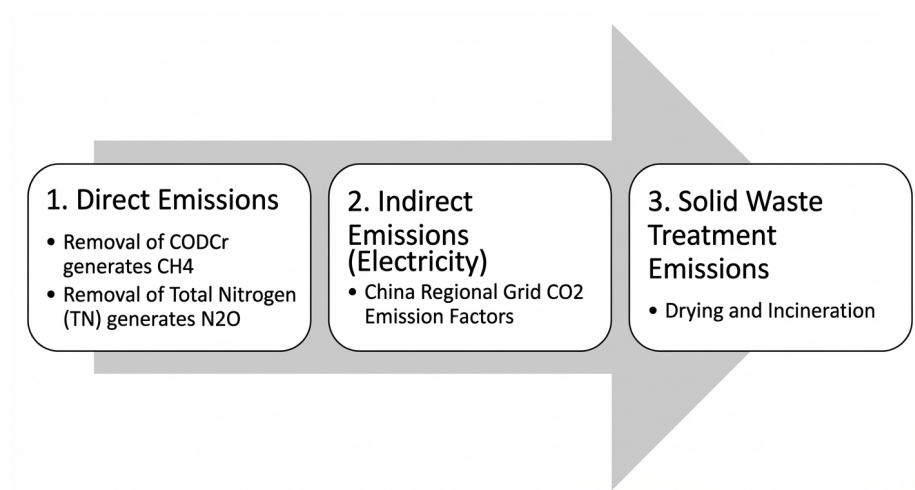 1. Direct Emissions
• Removal of CODCr
generates CH4
• Removal of Total Nitrogen
(TN) generates N2O
2. Indirect
Emissions
(Electricity)
• China Regional Grid CO2
Emission Factors
3. Solid Waste
Treatment
Emissions
• Drying and Incineration